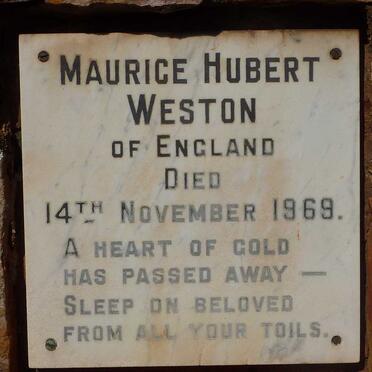 MAURICE HUBERT
WESTON
OF ENGLAND
DIED
14TH NOVEMBER 1969.
A HEART OF GOLD
HAS PASSED AWAY —
SLEEP ON BELOVED
FROM ALL YOUR TOILS.